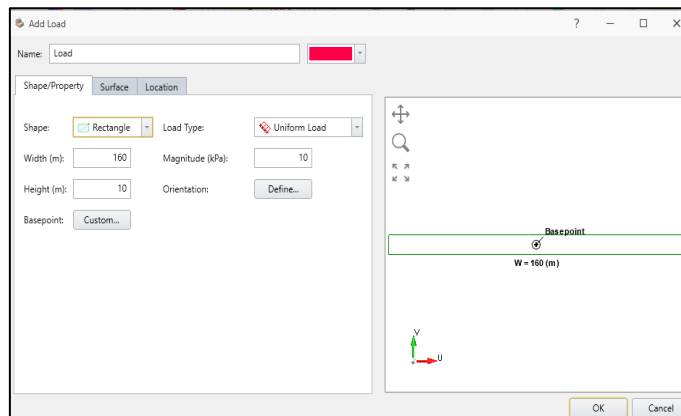 Add Load
Name: Load
Shape/Property Surface Location
Shape: Rectangle Load Type: Uniform Load
Width (m): 160 Magnitude (kPa): 10
Height (m): 10 Orientation: Define...
Basepoint: Custom...
Basepoint
W = 160 (m)
V
U
OK Cancel